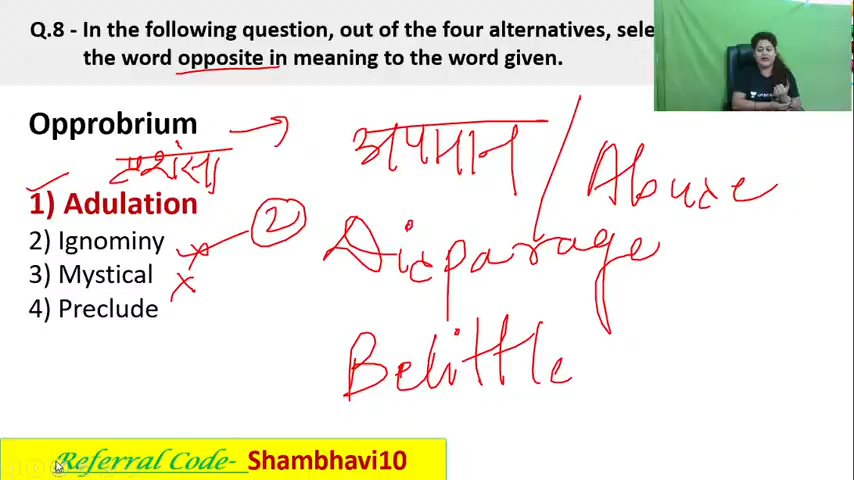 Q.8 - In the following question, out of the four alternatives, sele
the word opposite in meaning to the word given.
Opprobrium
अपमान / Abuse
प्रशंसा
1) Adulation
2) Ignominy
2
Disparage
3) Mystical
4) Preclude
Belittle
Referral Code- Shambhavi10